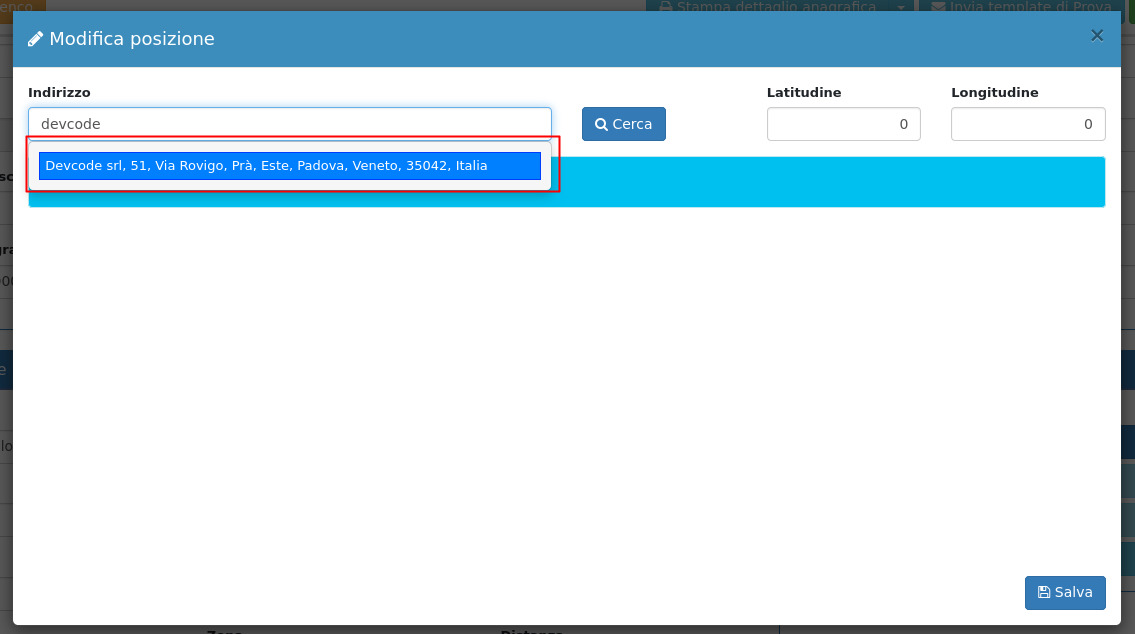 Stampa dettaglio anagrafica
Invia template di Prova
Modifica posizione
×
Indirizzo
Latitudine
Longitudine
devcode
Cerca
0
0
Devcode srl, 51, Via Rovigo, Prà, Este, Padova, Veneto, 35042, Italia
Salva